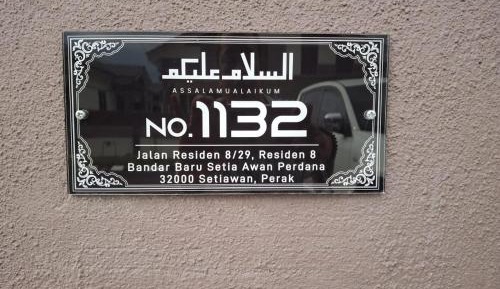 السلام عليكم
ASSALAMUALAIKUM
NO.1132
Jalan Residen 8/29, Residen 8
Bandar Baru Setia Awan Perdana
32000 Setiawan, Perak